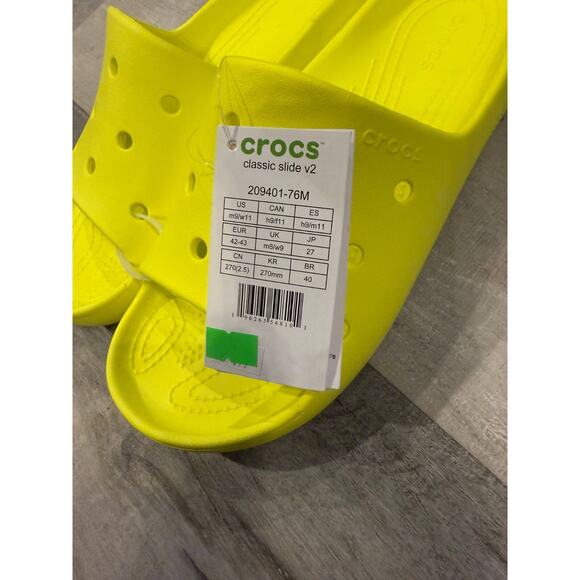 crocs
crocs™
classic slide v2
crocs
209401-76M
US CAN ES
m9/w11 h9/f11 h9/m11
EUR UK JP
42-43 m8/w9 27
CN KR BR
270(2.5) 270mm 40